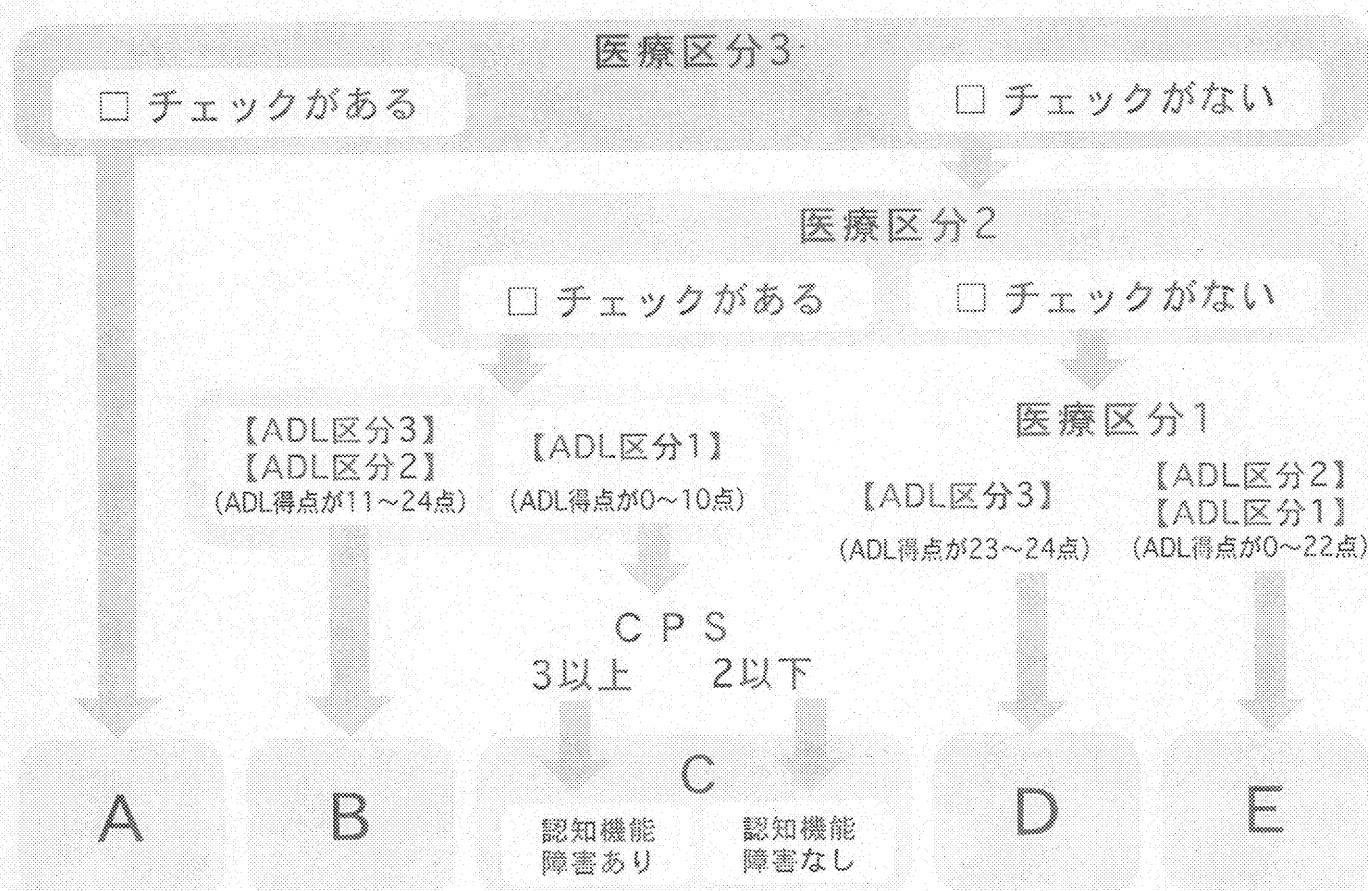 医療区分3
□ チェックがある
□ チェックがない
医療区分2
□ チェックがある
□ チェックがない
【ADL区分3】
【ADL区分2】
(ADL得点が11～24点)
【ADL区分1】
(ADL得点が0～10点)
医療区分1
【ADL区分3】
(ADL得点が23～24点)
【ADL区分2】
【ADL区分1】
(ADL得点が0～22点)
CPS
3以上
2以下
A
B
C
認知機能
障害あり
認知機能
障害なし
D
E